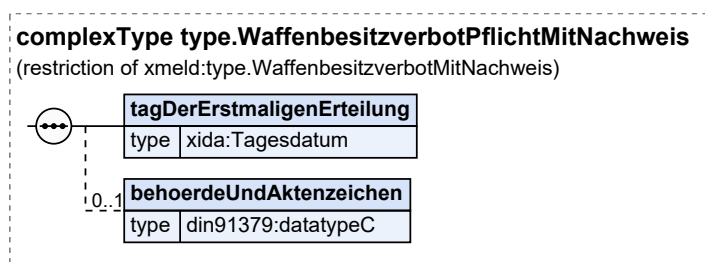 complexType type.WaffenbesitzverbotPflichtMitNachweis
(restriction of xmeld:type.WaffenbesitzverbotMitNachweis)
tagDerErstmaligenErteilung
type xida:Tagesdatum
0..1 behoerdeUndAktenzeichen
type din91379:datatypeC